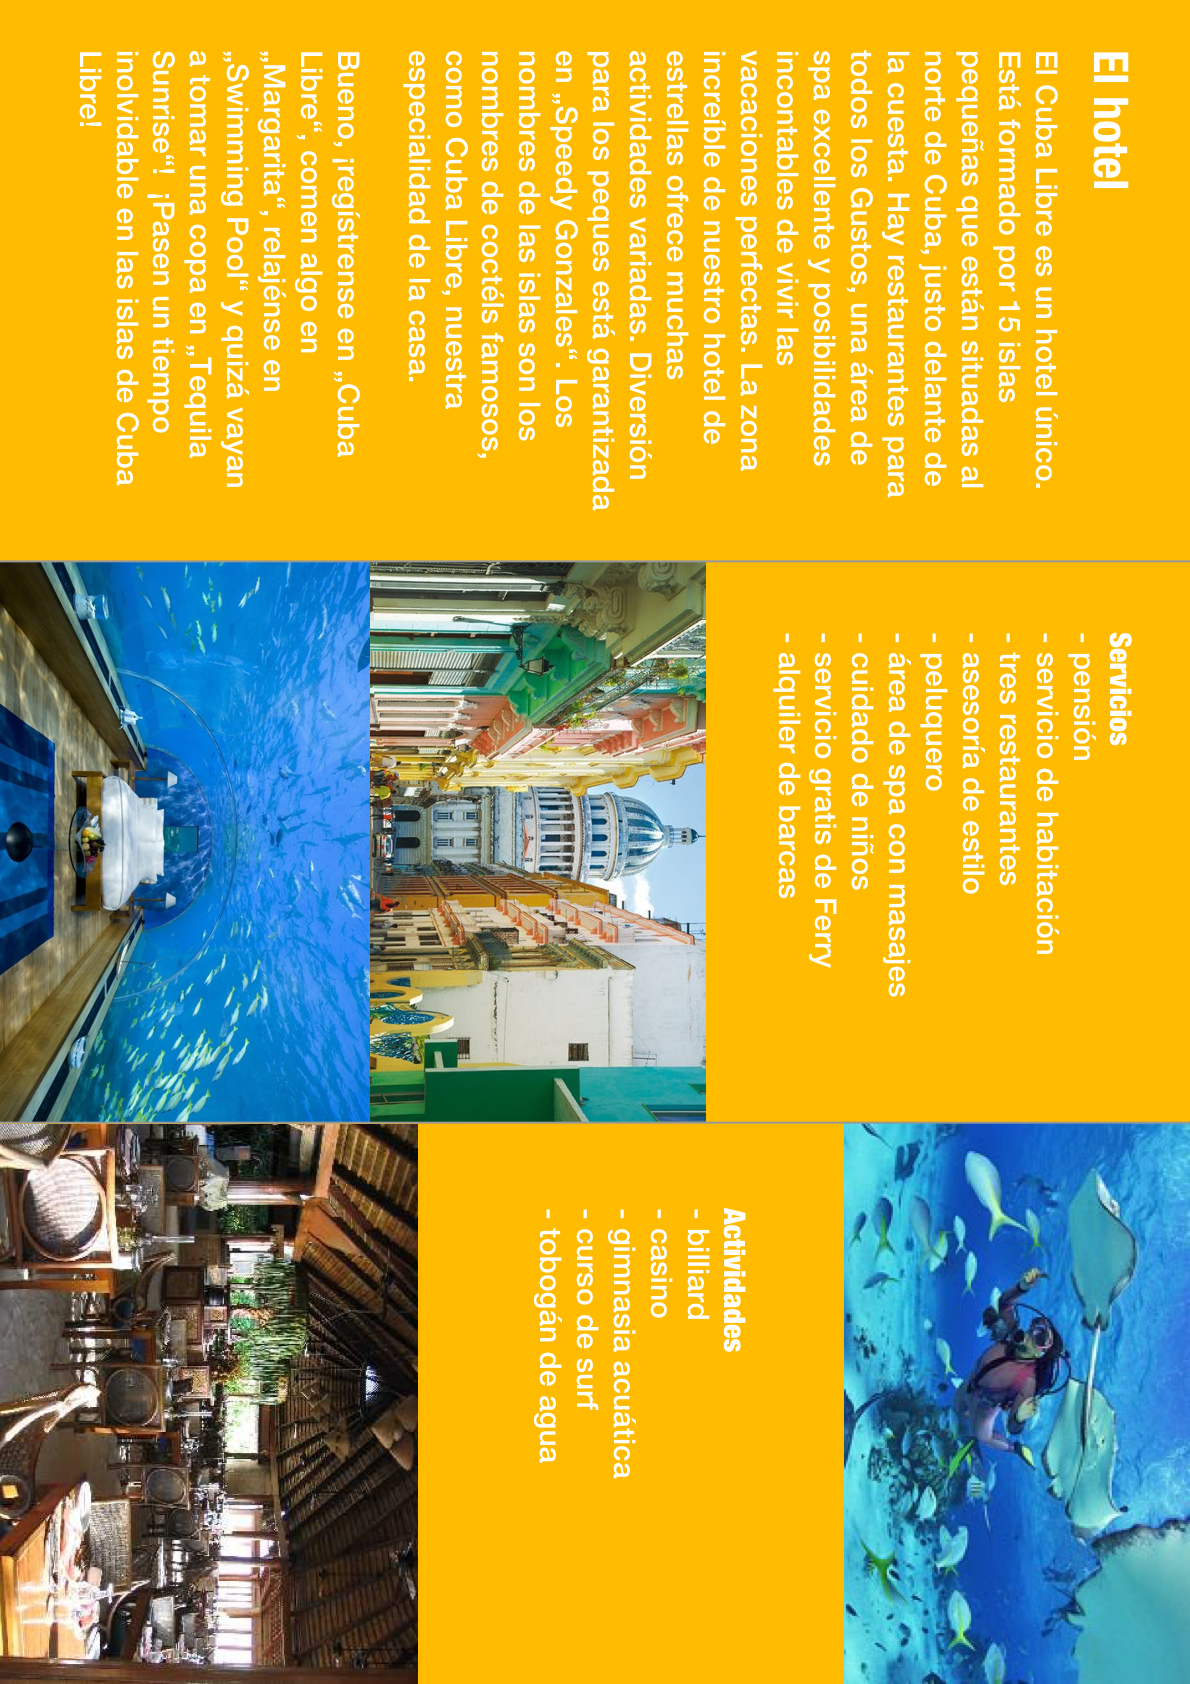 El hotel
El Cuba Libre es un hotel único.
Está formado por 15 islas
pequeñas que están situadas al
norte de Cuba, justo delante de
la cuesta. Hay restaurantes para
todos los Gustos, una área de
spa excellente y posibilidades
incontables de vivir las
vacaciones perfectas. La zona
increíble de nuestro hotel de
estrellas ofrece muchas
actividades variadas. Diversión
para los peques está garantizada
en „Speedy Gonzales“. Los
nombres de las islas son los
nombres de coctéls famosos,
como Cuba Libre, nuestra
especialidad de la casa.
Bueno, ¡regístrense en „Cuba
Libre“, comen algo en
„Margarita“, relajénse en
„Swimming Pool“ y quizá vayan
a tomar una copa en „Tequila
Sunrise“! ¡Pasen un tiempo
inolvidable en las islas de Cuba
Libre!
Servicios
- pensión
- servicio de habitación
- tres restaurantes
- asesoría de estilo
- peluquero
- área de spa con masajes
- cuidado de niños
- servicio gratis de Ferry
- alquiler de barcas
Actividades
- billiard
- casino
- gimnasia acuática
- curso de surf
- tobogán de agua